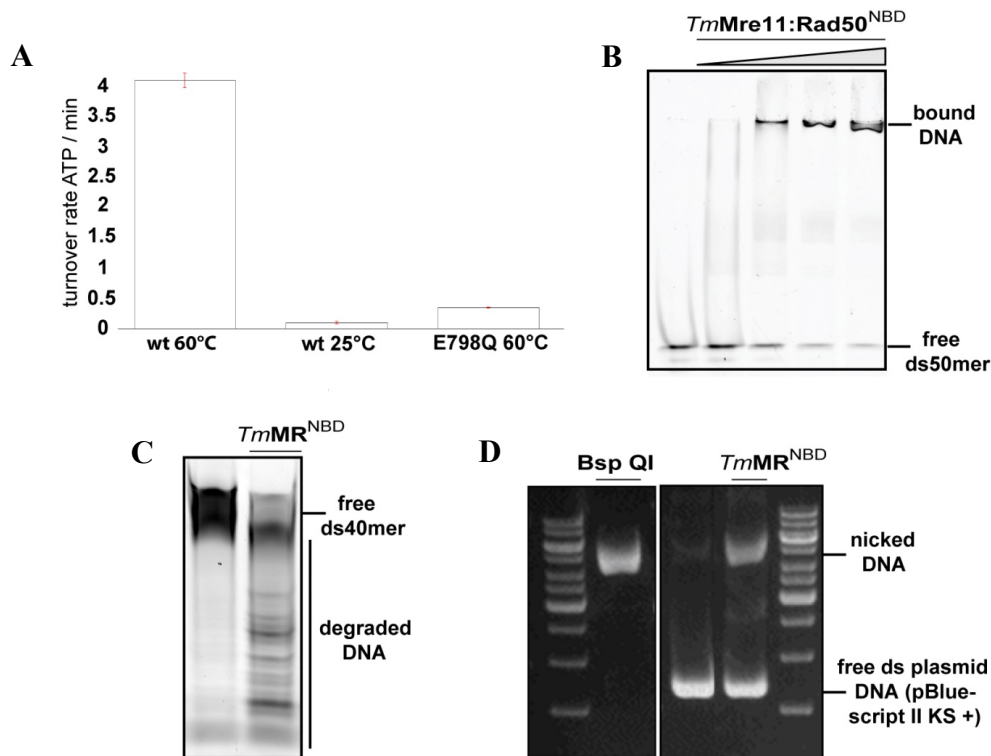 A
turnover rate ATP / min
4
3.5
3
2.5
2
1.5
1
0.5
0
wt 60°C
wt 25°C
E798Q 60°C
B
TmMre11:Rad50NBD
bound
DNA
free
ds50mer
C
TmMRNBD
free
ds40mer
degraded
DNA
D
Bsp QI
TmMRNBD
nicked
DNA
free ds plasmid
DNA (pBlue-
script II KS +)